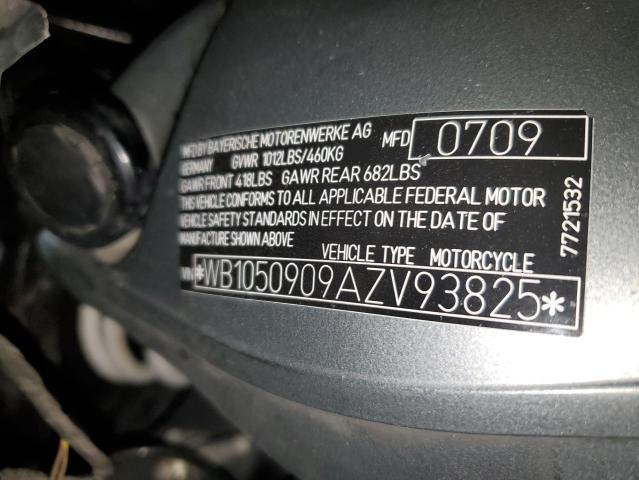 MFD BY BAYERISCHE MOTORENWERKE AG MFD 0709
GERMANY GVWR 1012LBS/460KG
GAWR FRONT 418LBS GAWR REAR 682LBS
THIS VEHICLE CONFORMS TO ALL APPLICABLE FEDERAL MOTOR
VEHICLE SAFETY STANDARDS IN EFFECT ON THE DATE OF
MANUFACTURE SHOWN ABOVE
VEHICLE TYPE MOTORCYCLE
VIN *WB1050909AZV93825*
7721532